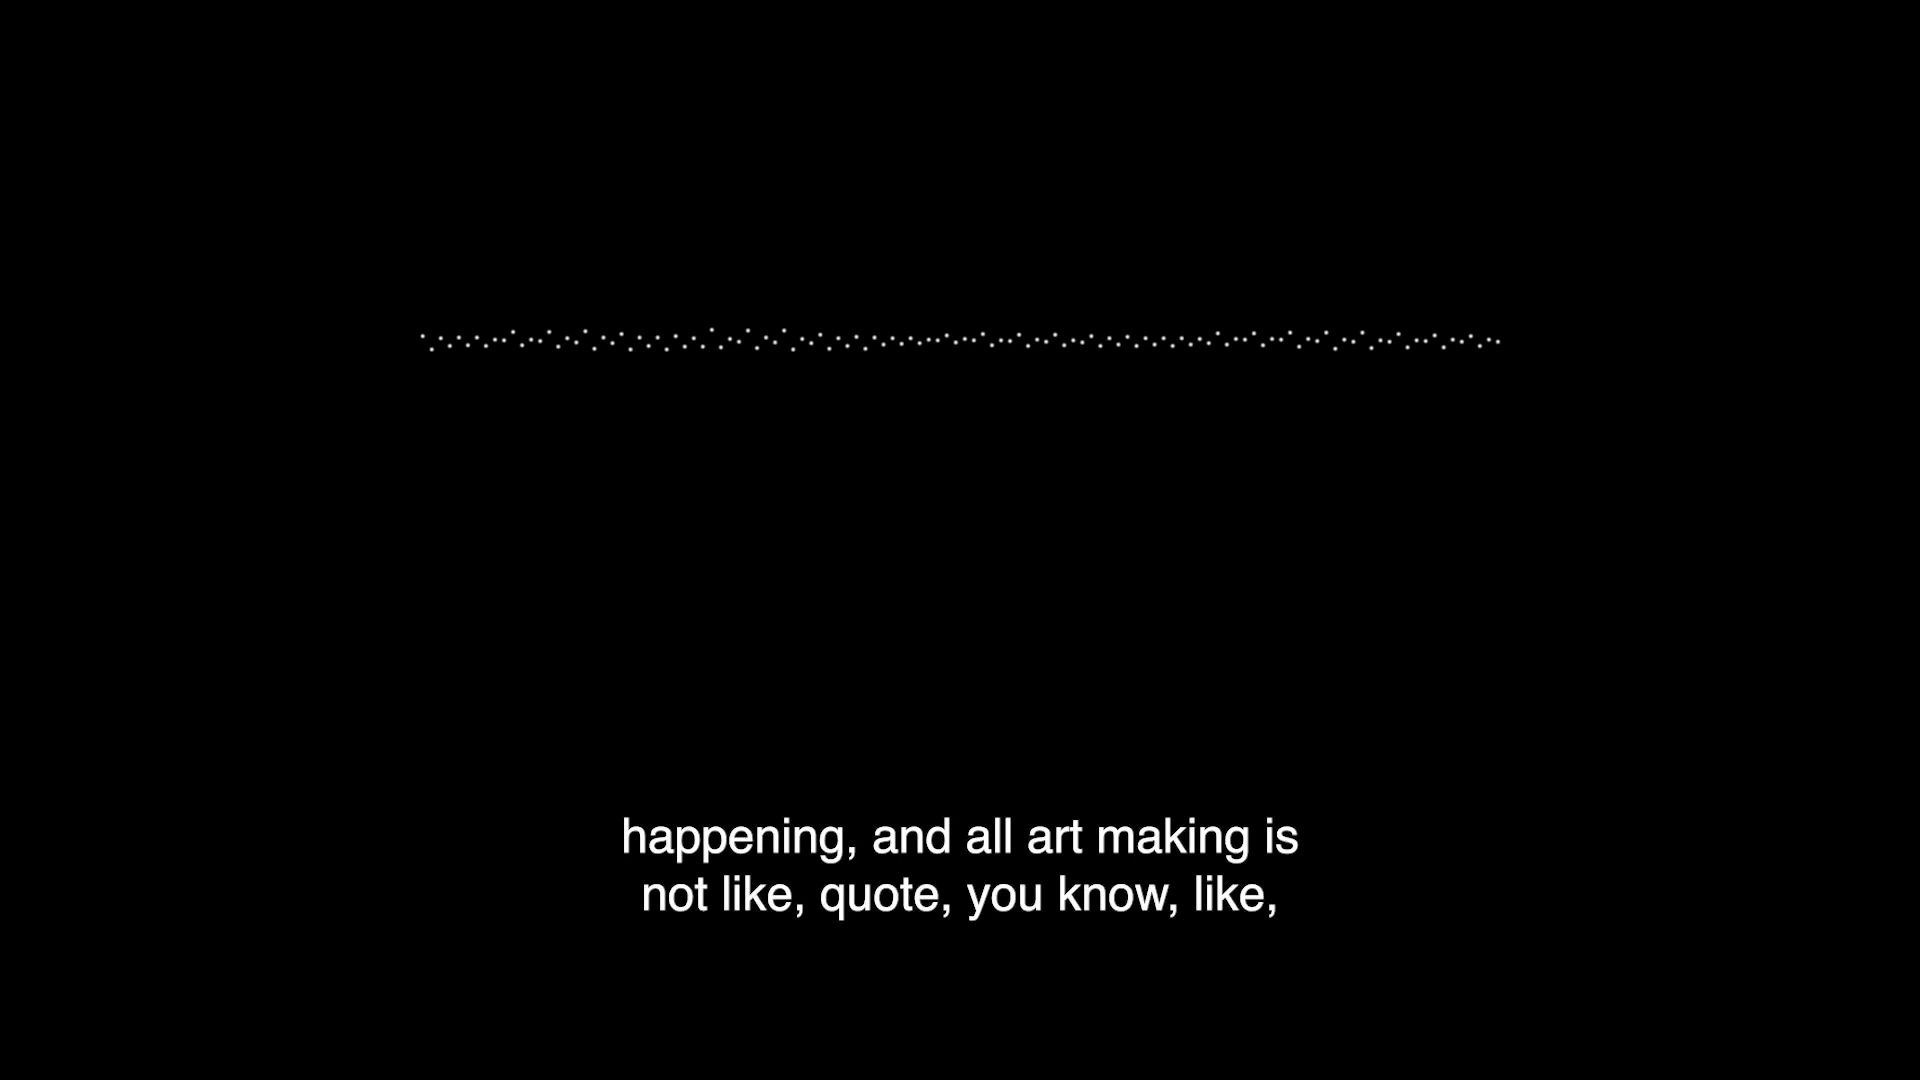 happening, and all art making is
not like, quote, you know, like,